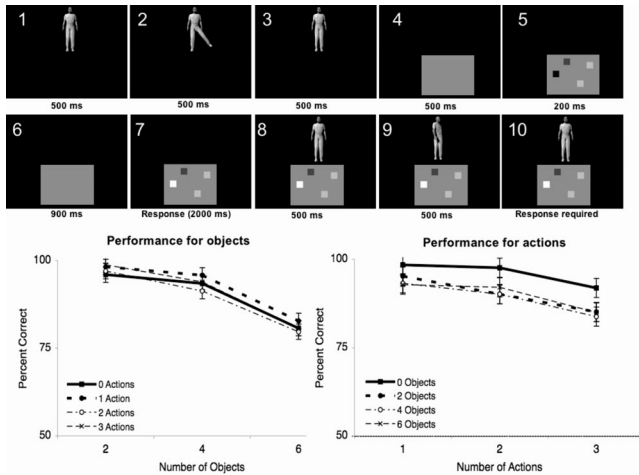 1 2 3 4 5
500 ms 500 ms 500 ms 500 ms 200 ms
6 7 8 9 10
900 ms Response (2000 ms) 500 ms 500 ms Response required
Performance for objects
100
75
50
Percent Correct
0 Actions
1 Action
2 Actions
3 Actions
2 4 6
Number of Objects
Performance for actions
100
75
50
Percent Correct
0 Objects
2 Objects
4 Objects
6 Objects
1 2 3
Number of Actions